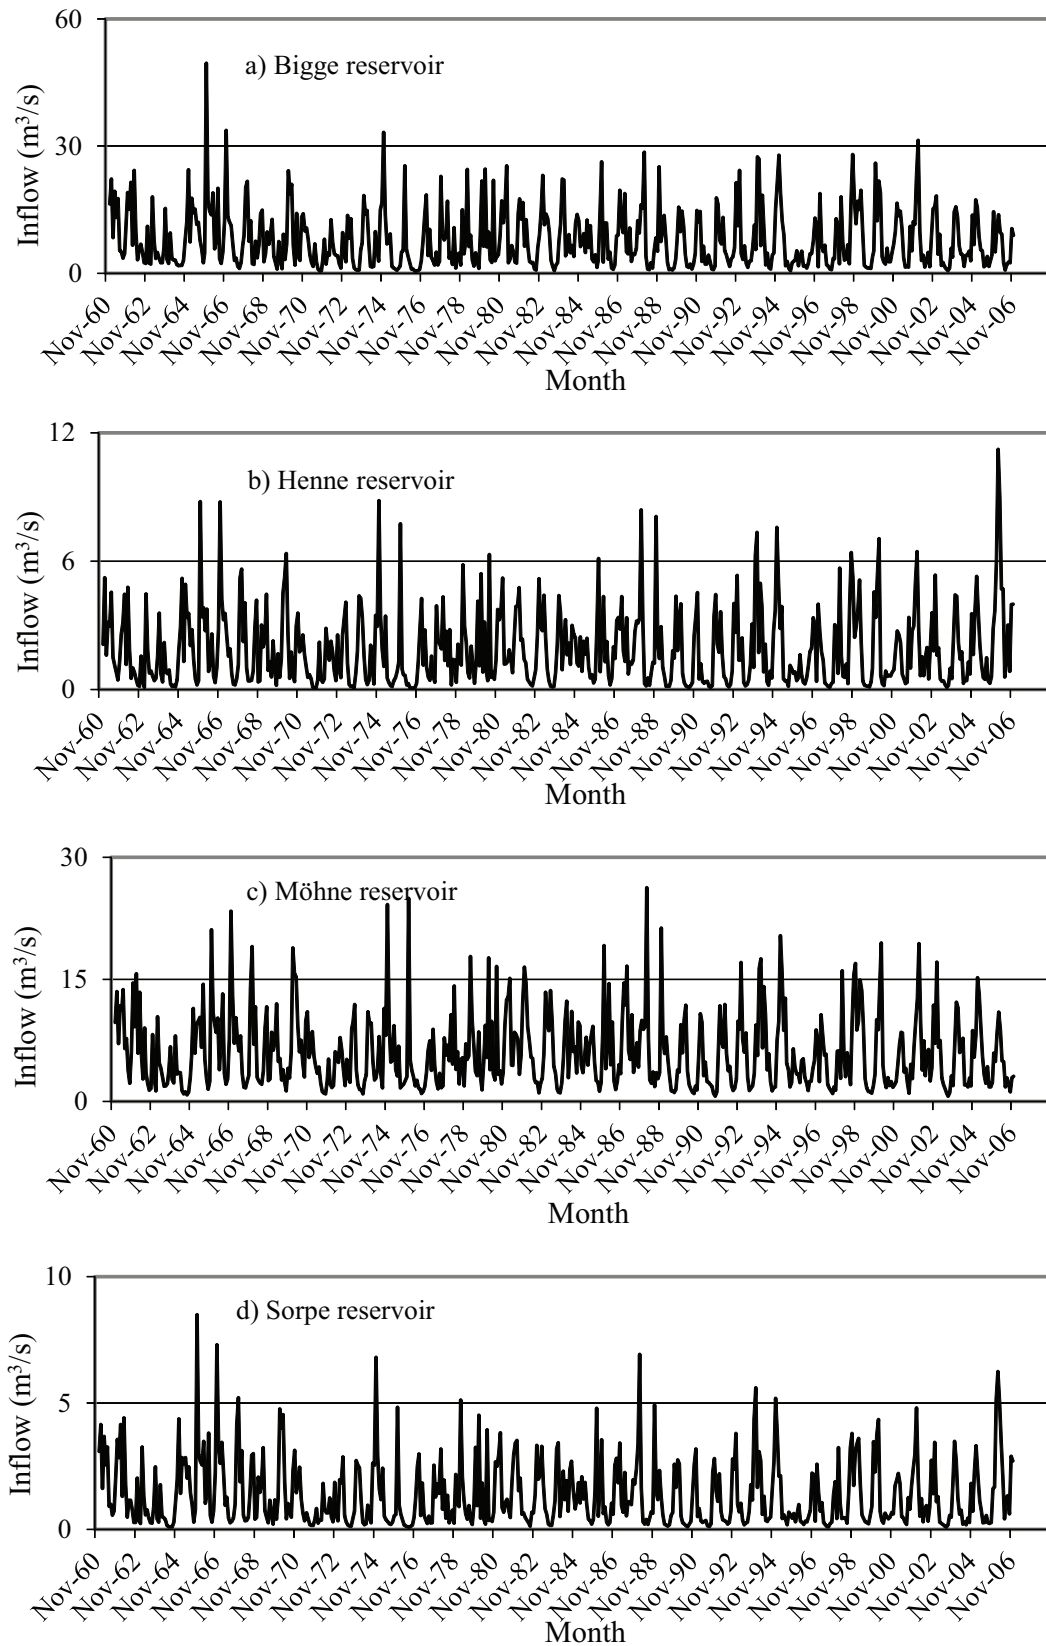 60
a) Bigge reservoir
Inflow (m³/s)
30
0
Nov-60 Nov-62 Nov-64 Nov-66 Nov-68 Nov-70 Nov-72 Nov-74 Nov-76 Nov-78 Nov-80 Nov-82 Nov-84 Nov-86 Nov-88 Nov-90 Nov-92 Nov-94 Nov-96 Nov-98 Nov-00 Nov-02 Nov-04 Nov-06
Month
12
b) Henne reservoir
Inflow (m³/s)
6
0
Nov-60 Nov-62 Nov-64 Nov-66 Nov-68 Nov-70 Nov-72 Nov-74 Nov-76 Nov-78 Nov-80 Nov-82 Nov-84 Nov-86 Nov-88 Nov-90 Nov-92 Nov-94 Nov-96 Nov-98 Nov-00 Nov-02 Nov-04 Nov-06
Month
30
c) Möhne reservoir
Inflow (m³/s)
15
0
Nov-60 Nov-62 Nov-64 Nov-66 Nov-68 Nov-70 Nov-72 Nov-74 Nov-76 Nov-78 Nov-80 Nov-82 Nov-84 Nov-86 Nov-88 Nov-90 Nov-92 Nov-94 Nov-96 Nov-98 Nov-00 Nov-02 Nov-04 Nov-06
Month
10
d) Sorpe reservoir
Inflow (m³/s)
5
0
Nov-60 Nov-62 Nov-64 Nov-66 Nov-68 Nov-70 Nov-72 Nov-74 Nov-76 Nov-78 Nov-80 Nov-82 Nov-84 Nov-86 Nov-88 Nov-90 Nov-92 Nov-94 Nov-96 Nov-98 Nov-00 Nov-02 Nov-04 Nov-06
Month